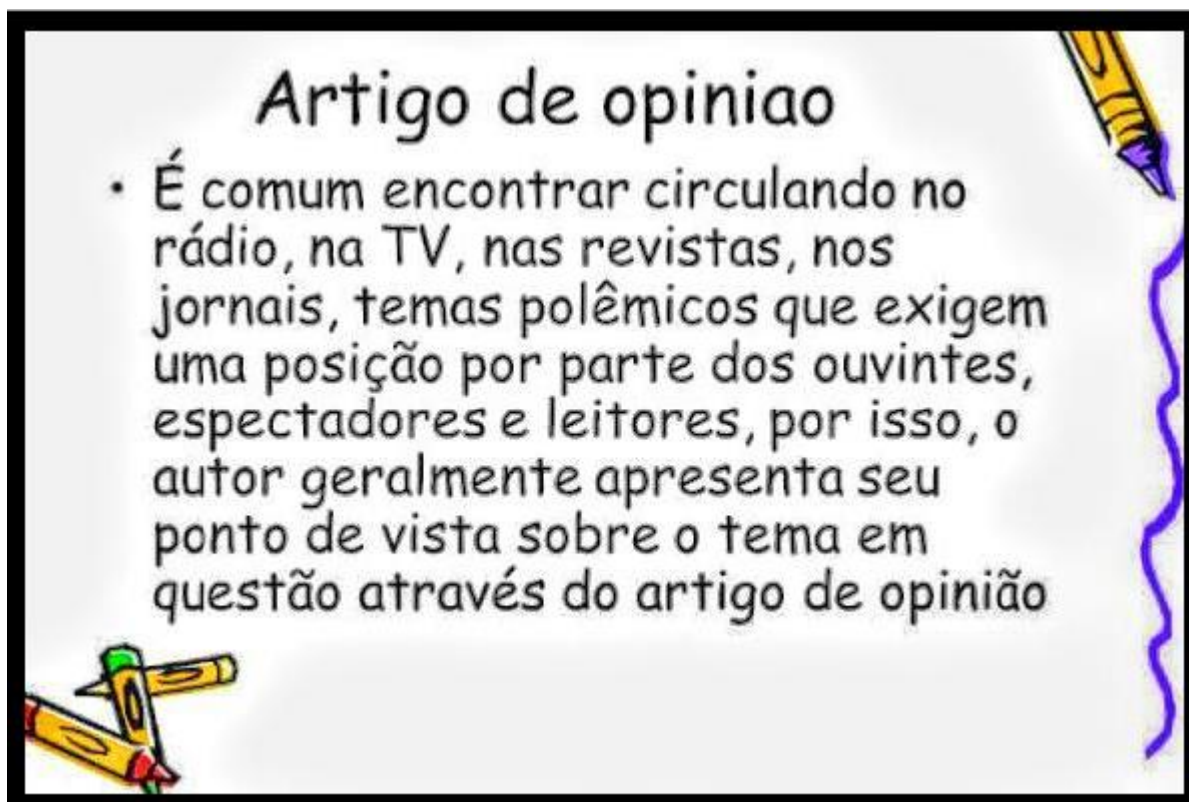 Artigo de opiniao
• É comum encontrar circulando no
rádio, na TV, nas revistas, nos
jornais, temas polêmicos que exigem
uma posição por parte dos ouvintes,
espectadores e leitores, por isso, o
autor geralmente apresenta seu
ponto de vista sobre o tema em
questão através do artigo de opinião